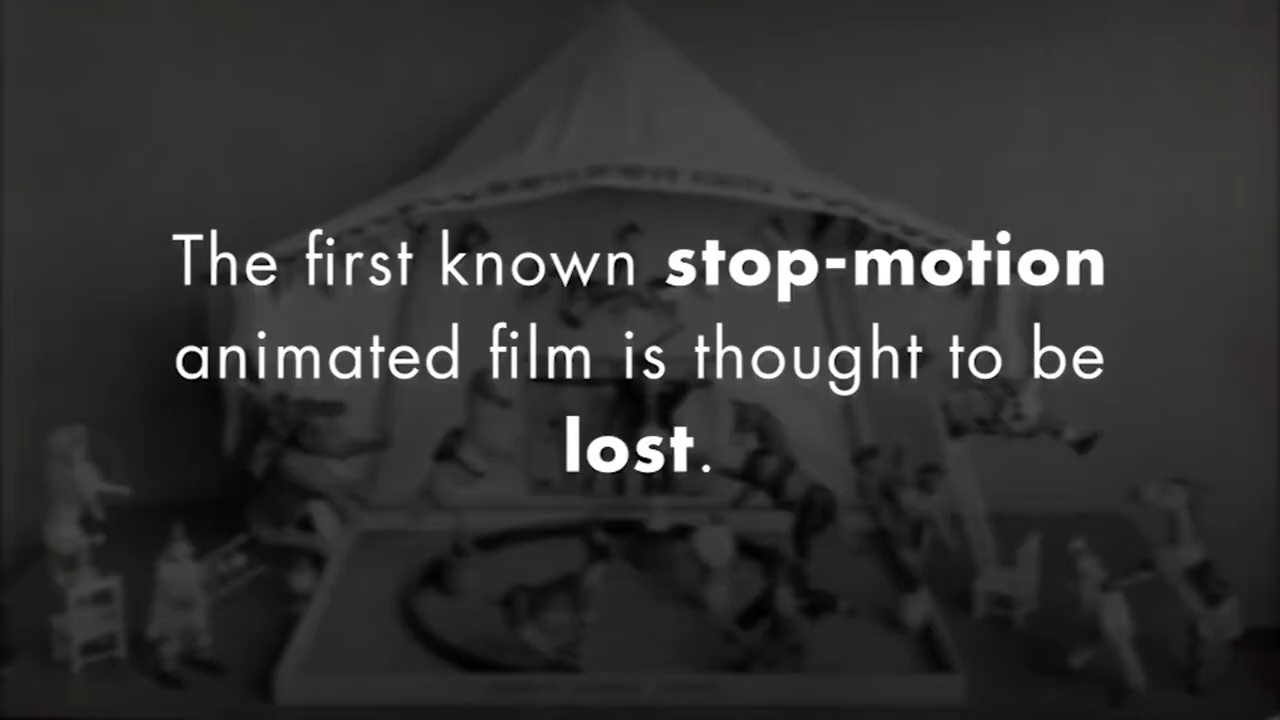 The first known stop-motion
animated film is thought to be
lost.